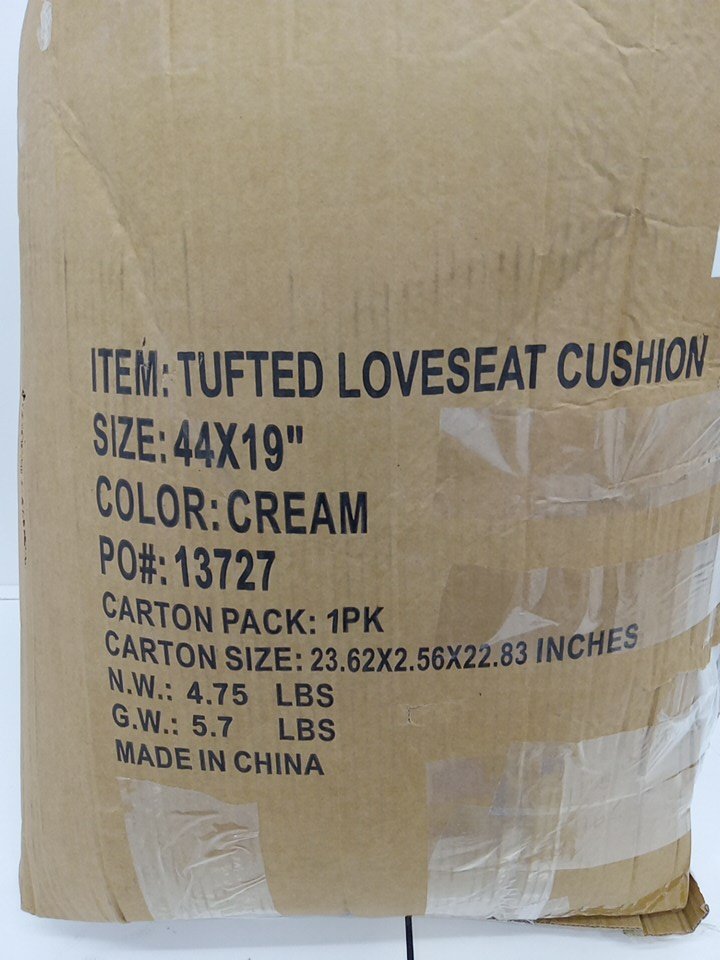 ITEM: TUFTED LOVESEAT CUSHION
SIZE: 44X19"
COLOR: CREAM
PO#: 13727
CARTON PACK: 1PK
CARTON SIZE: 23.62X2.56X22.83 INCHES
N.W.: 4.75 LBS
G.W.: 5.7 LBS
MADE IN CHINA